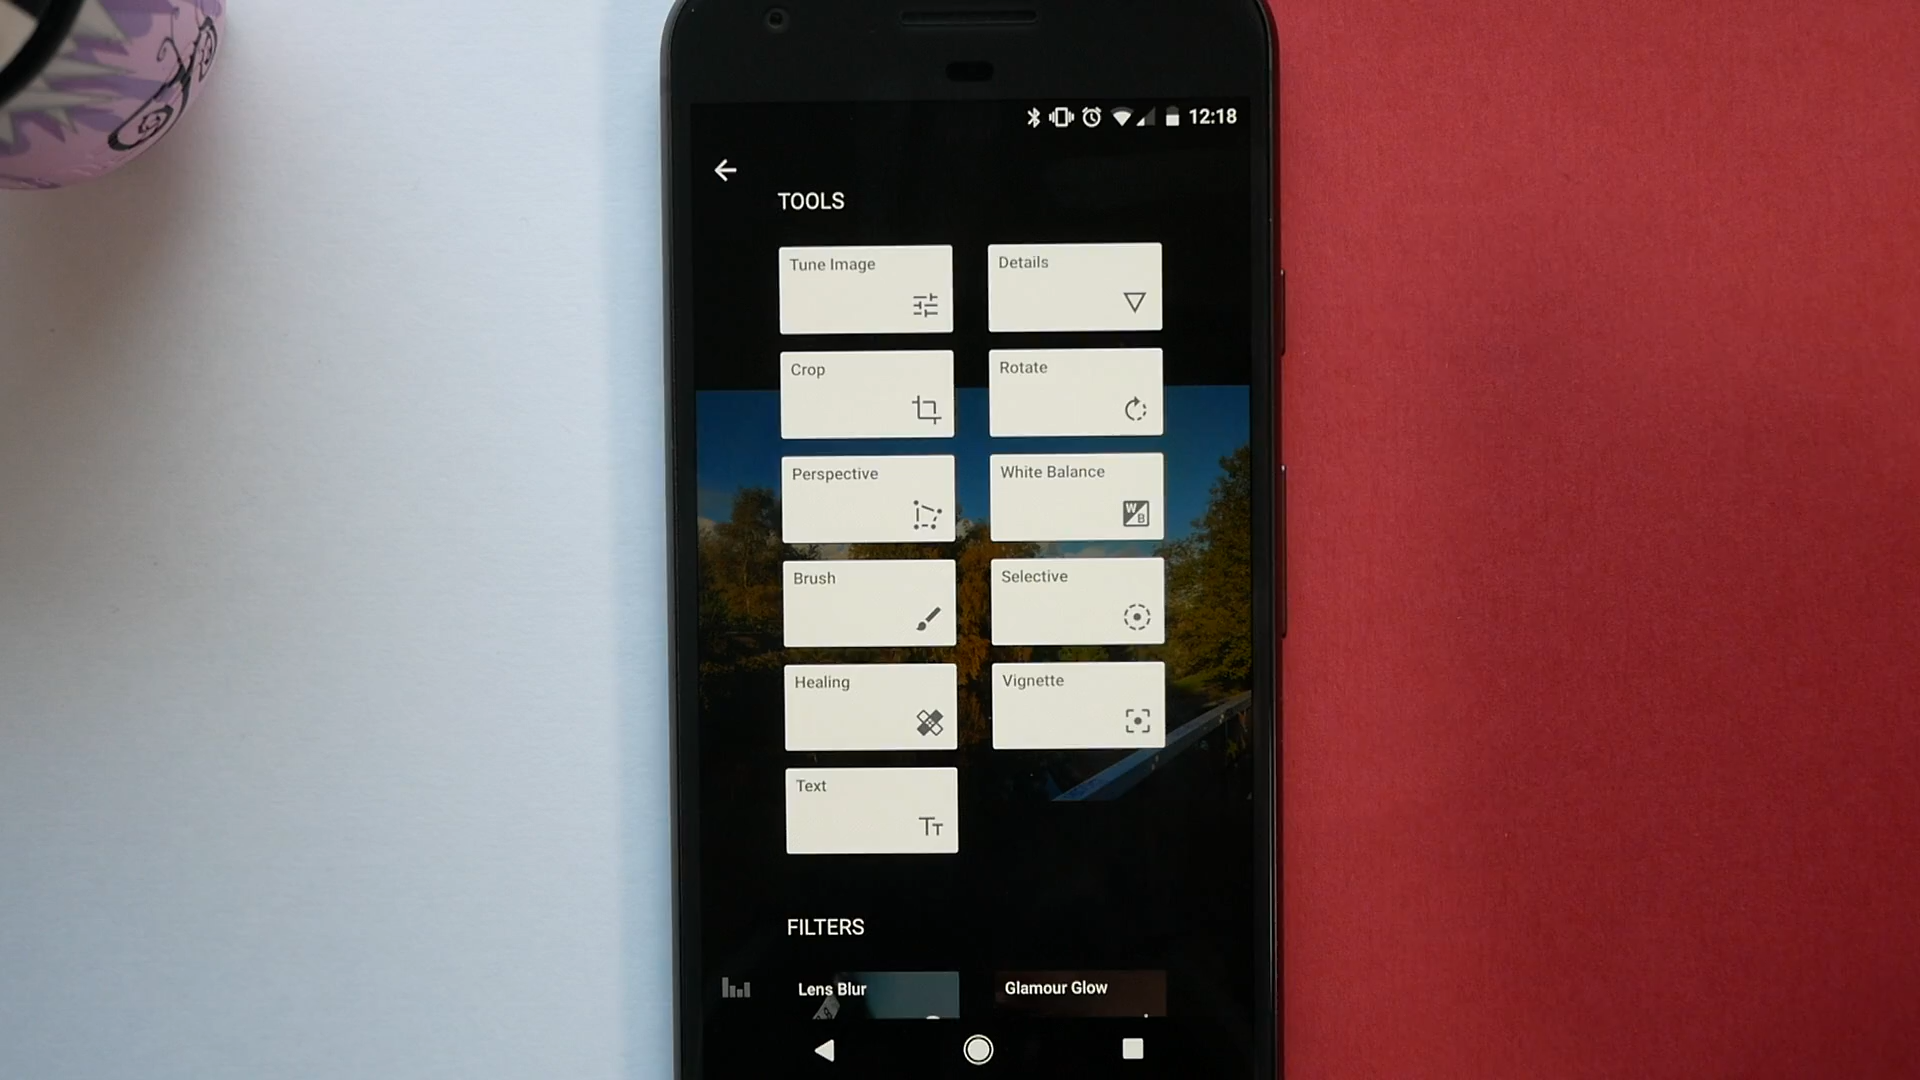 12:18
TOOLS
Tune Image
Details
Crop
Rotate
Perspective
White Balance
W
B
Brush
Selective
Healing
Vignette
Text
TT
FILTERS
Lens Blur
Glamour Glow